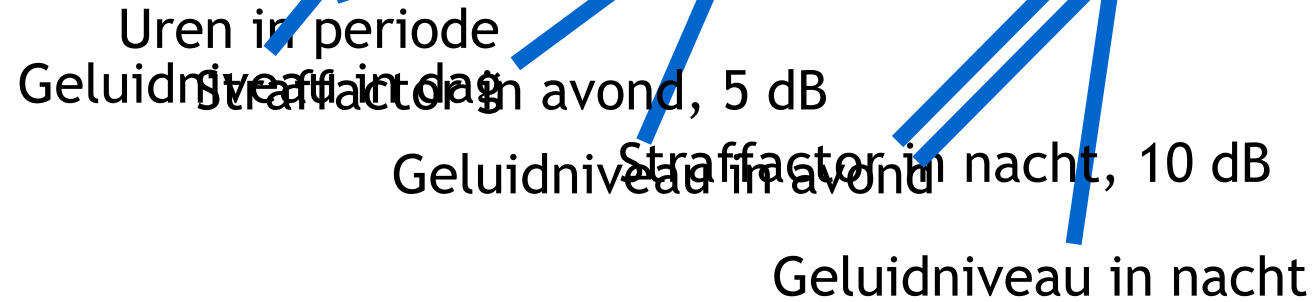 Uren in periode
Geluidniveau in dag
Straffactor in avond, 5 dB
Straffactor in nacht, 10 dB
Geluidniveau in avond
Geluidniveau in nacht